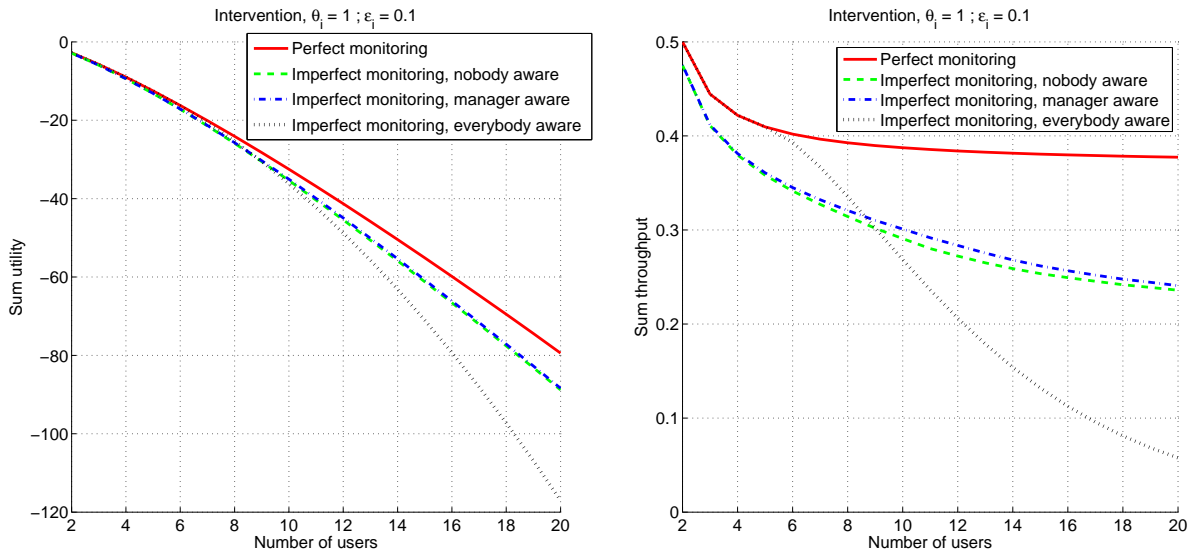 Intervention, θi = 1 ; εi = 0.1
Perfect monitoring
Imperfect monitoring, nobody aware
Imperfect monitoring, manager aware
Imperfect monitoring, everybody aware
Sum utility
0
−20
−40
−60
−80
−100
−120
2 4 6 8 10 12 14 16 18 20
Number of users
Intervention, θi = 1 ; εi = 0.1
Perfect monitoring
Imperfect monitoring, nobody aware
Imperfect monitoring, manager aware
Imperfect monitoring, everybody aware
Sum throughput
0.5
0.4
0.3
0.2
0.1
0
2 4 6 8 10 12 14 16 18 20
Number of users